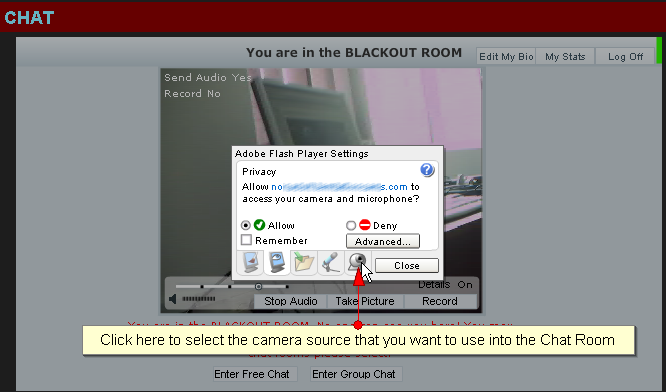 CHAT
You are in the BLACKOUT ROOM
Edit My Bio
My Stats
Log Off
Send Audio Yes
Record No
Adobe Flash Player Settings
Privacy
Allow no s.com to
access your camera and microphone?
Allow
Deny
Remember
Advanced...
Close
Details On
Stop Audio
Take Picture
Record
You are in the BLACKOUT ROOM. No one can see you here! You may
Click here to select the camera source that you want to use into the Chat Room
chat rooms please select
Enter Free Chat
Enter Group Chat